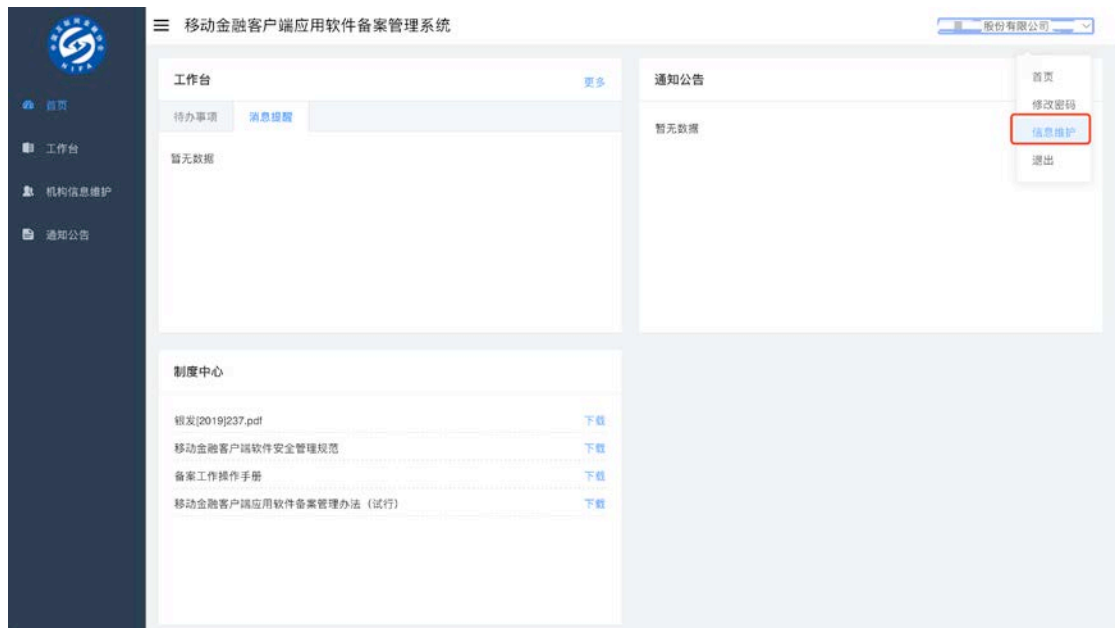 移动金融客户端应用软件备案管理系统
股份有限公司
NIFA
首页
工作台
机构信息维护
通知公告
工作台
更多
待办事项
消息提醒
暂无数据
通知公告
暂无数据
首页
修改密码
信息维护
退出
制度中心
银发[2019]237.pdf 下载
移动金融客户端软件安全管理规范 下载
备案工作操作手册 下载
移动金融客户端应用软件备案管理办法（试行） 下载